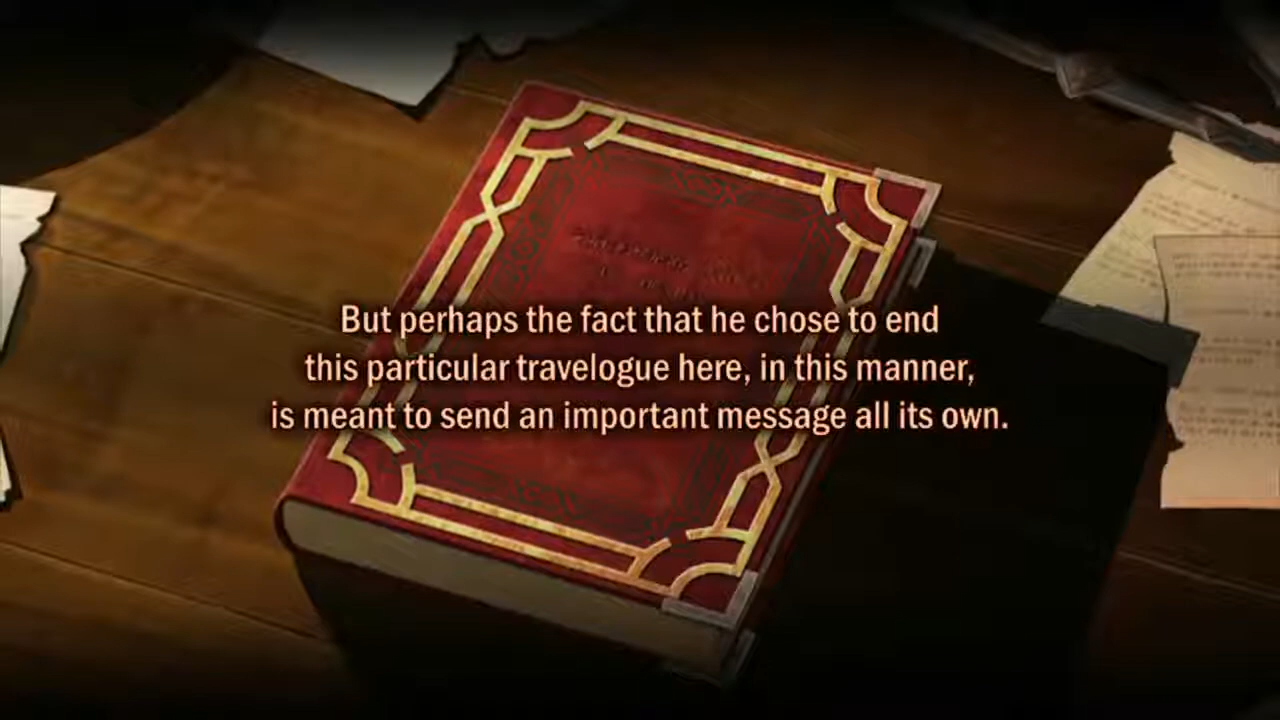 But perhaps the fact that he chose to end
this particular travelogue here, in this manner,
is meant to send an important message all its own.